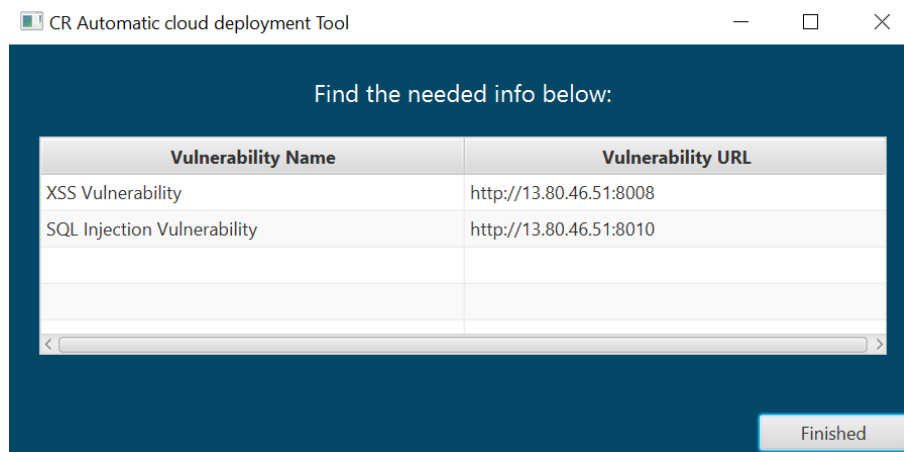 CR Automatic cloud deployment Tool
Find the needed info below:
Vulnerability Name Vulnerability URL
XSS Vulnerability http://13.80.46.51:8008
SQL Injection Vulnerability http://13.80.46.51:8010
Finished